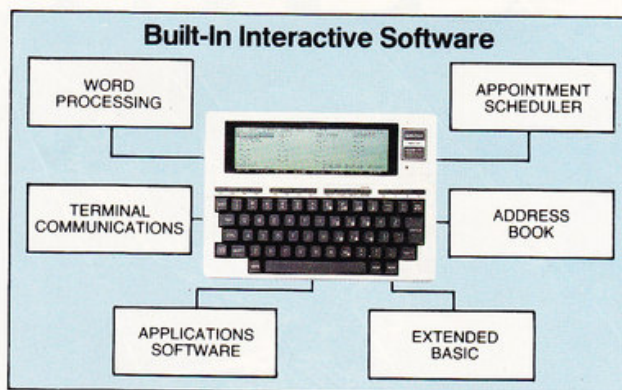 Built-In Interactive Software
WORD
PROCESSING
APPOINTMENT
SCHEDULER
TERMINAL
COMMUNICATIONS
ADDRESS
BOOK
APPLICATIONS
SOFTWARE
EXTENDED
BASIC